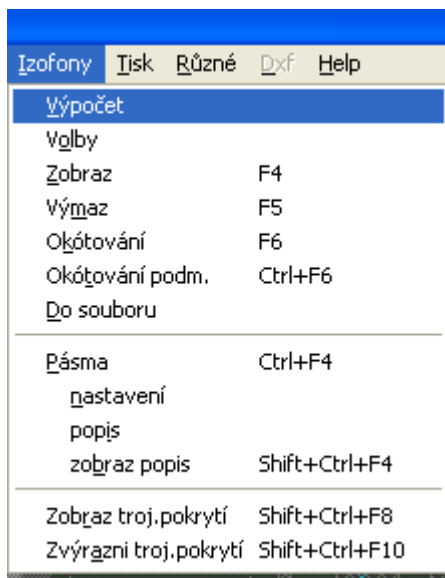 Izofony Tisk Různé Dxf Help
Výpočet
Volby
Zobraz F4
Výmaz F5
Okótování F6
Okótování podm. Ctrl+F6
Do souboru
Pásma Ctrl+F4
nastavení
popis
zobraz popis Shift+Ctrl+F4
Zobraz troj.pokrytí Shift+Ctrl+F8
Zvýrazni troj.pokrytí Shift+Ctrl+F10